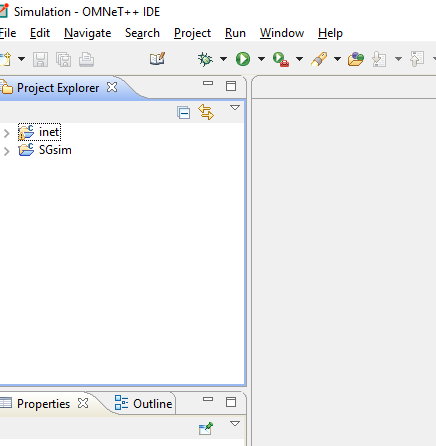 Simulation - OMNeT++ IDE
File Edit Navigate Search Project Run Window Help
Project Explorer
inet
SGsim
Properties Outline